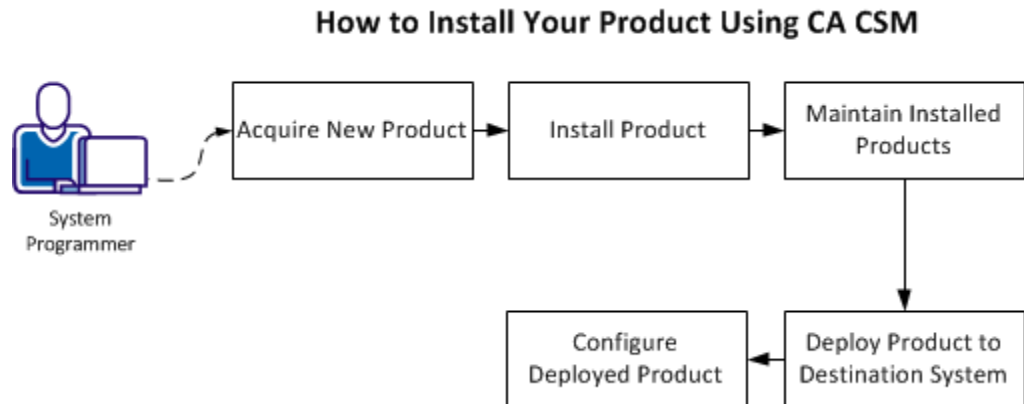 How to Install Your Product Using CA CSM
System
Programmer
Acquire New Product
Install Product
Maintain Installed
Products
Deploy Product to
Destination System
Configure
Deployed Product